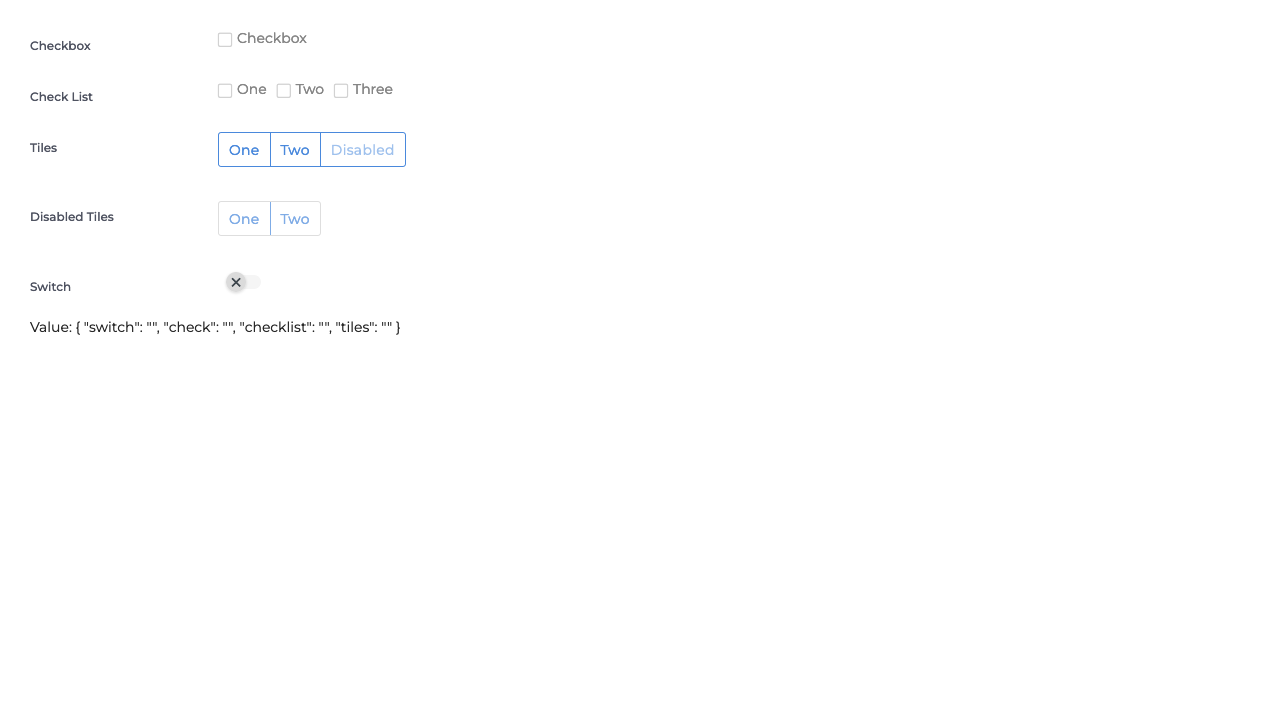 Checkbox
Checkbox
Check List
One Two Three
Tiles
One Two Disabled
Disabled Tiles
One Two
Switch
Value: { "switch": "", "check": "", "checklist": "", "tiles": "" }